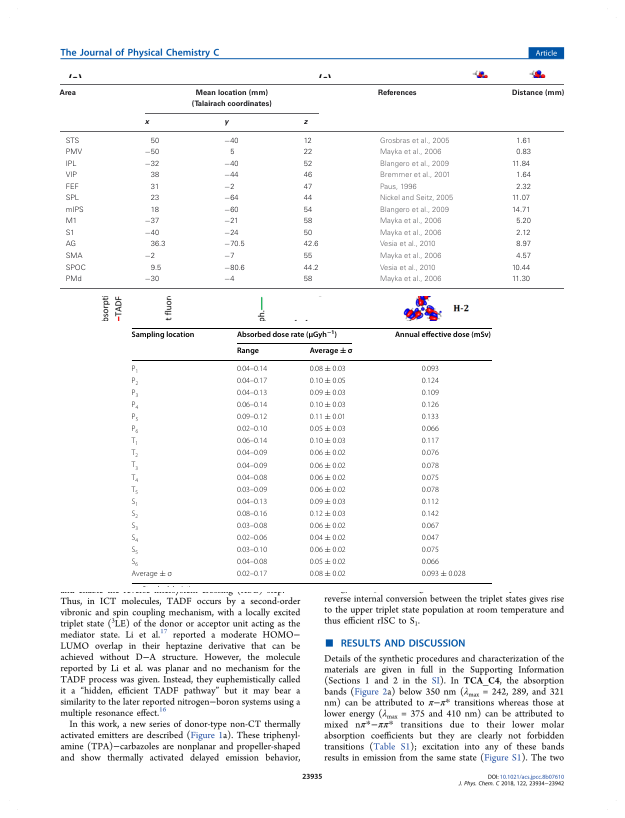 The Journal of Physical Chemistry C
Article
Area Mean location (mm) References Distance (mm)
(Talairach coordinates)
x y z
STS 50 −40 12 Grosbras et al., 2005 1.61
PMV −50 5 22 Mayka et al., 2006 0.83
IPL −32 −40 52 Blangero et al., 2009 11.84
VIP 38 −44 46 Bremmer et al., 2001 1.64
FEF 31 −2 47 Paus, 1996 2.32
SPL 23 −64 44 Nickel and Seitz, 2005 11.07
mIPS 18 −60 54 Blangero et al., 2009 14.71
M1 −37 −21 58 Mayka et al., 2006 5.20
S1 −40 −24 50 Mayka et al., 2006 2.12
AG 36.3 −70.5 42.6 Vesia et al., 2010 8.97
SMA −2 −7 55 Mayka et al., 2006 4.57
SPOC 9.5 −80.6 44.2 Vesia et al., 2010 10.44
PMd −30 −4 58 Mayka et al., 2006 11.30
bsorpti
−TADF
t fluon
ph.—
H-2
Sampling location Absorbed dose rate (μGyh⁻¹) Annual effective dose (mSv)
Range Average ± σ
P₁ 0.04–0.14 0.08 ± 0.03 0.093
P₂ 0.04–0.17 0.10 ± 0.05 0.124
P₃ 0.04–0.13 0.09 ± 0.03 0.109
P₄ 0.06–0.14 0.10 ± 0.03 0.126
P₅ 0.09–0.12 0.11 ± 0.01 0.133
P₆ 0.02–0.10 0.05 ± 0.03 0.066
T₁ 0.06–0.14 0.10 ± 0.03 0.117
T₂ 0.04–0.09 0.06 ± 0.02 0.076
T₃ 0.04–0.09 0.06 ± 0.02 0.078
T₄ 0.04–0.08 0.06 ± 0.02 0.075
T₅ 0.03–0.09 0.06 ± 0.02 0.078
S₁ 0.04–0.13 0.09 ± 0.03 0.112
S₂ 0.08–0.16 0.12 ± 0.03 0.142
S₃ 0.03–0.08 0.06 ± 0.02 0.067
S₄ 0.02–0.06 0.04 ± 0.02 0.047
S₅ 0.03–0.10 0.06 ± 0.02 0.075
S₆ 0.04–0.08 0.05 ± 0.02 0.066
Average ± σ 0.02–0.17 0.08 ± 0.02 0.093 ± 0.028
Thus, in ICT molecules, TADF occurs by a second-order
vibronic and spin coupling mechanism, with a locally excited
triplet state (³LE) of the donor or acceptor unit acting as the
mediator state. Li et al.¹⁷ reported a moderate HOMO−
LUMO overlap in their heptazine derivative that can be
achieved without D−A structure. However, the molecule
reported by Li et al. was planar and no mechanism for the
TADF process was given. Instead, they euphemistically called
it a “hidden, efficient TADF pathway” but it may bear a
similarity to the later reported nitrogen−boron systems using a
multiple resonance effect.¹⁶
In this work, a new series of donor-type non-CT thermally
activated emitters are described (Figure 1a). These triphenyl-
amine (TPA)−carbazoles are nonplanar and propeller-shaped
and show thermally activated delayed emission behavior,
reverse internal conversion between the triplet states gives rise
to the upper triplet state population at room temperature and
thus efficient rISC to S₁.
■ RESULTS AND DISCUSSION
Details of the synthetic procedures and characterization of the
materials are given in full in the Supporting Information
(Sections 1 and 2 in the SI). In TCA_C4, the absorption
bands (Figure 2a) below 350 nm (λmax = 242, 289, and 321
nm) can be attributed to π−π* transitions whereas those at
lower energy (λmax = 375 and 410 nm) can be attributed to
mixed nπ*−ππ* transitions due to their lower molar
absorption coefficients but they are clearly not forbidden
transitions (Table S1); excitation into any of these bands
results in emission from the same state (Figure S1). The two
23935
DOI: 10.1021/acs.jpcc.8b07610
J. Phys. Chem. C 2018, 122, 23934−23942